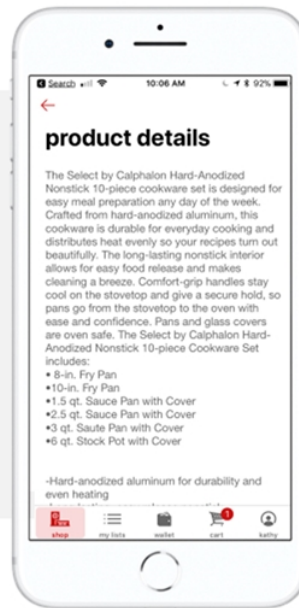 Search 10:06 AM 92%
product details
The Select by Calphalon Hard-Anodized
Nonstick 10-piece cookware set is designed for
easy meal preparation any day of the week.
Crafted from hard-anodized aluminum, this
cookware is durable for everyday cooking and
distributes heat evenly so your recipes turn out
beautifully. The long-lasting nonstick interior
allows for easy food release and makes
cleaning a breeze. Comfort-grip handles stay
cool on the stovetop and give a secure hold, so
pans go from the stovetop to the oven with
ease and confidence. Pans and glass covers
are oven safe. The Select by Calphalon Hard-
Anodized Nonstick 10-piece Cookware Set
includes:
• 8-in. Fry Pan
•10-in. Fry Pan
•1.5 qt. Sauce Pan with Cover
•2.5 qt. Sauce Pan with Cover
•3 qt. Saute Pan with Cover
•6 qt. Stock Pot with Cover
-Hard-anodized aluminum for durability and
even heating
shop my lists wallet cart kathy